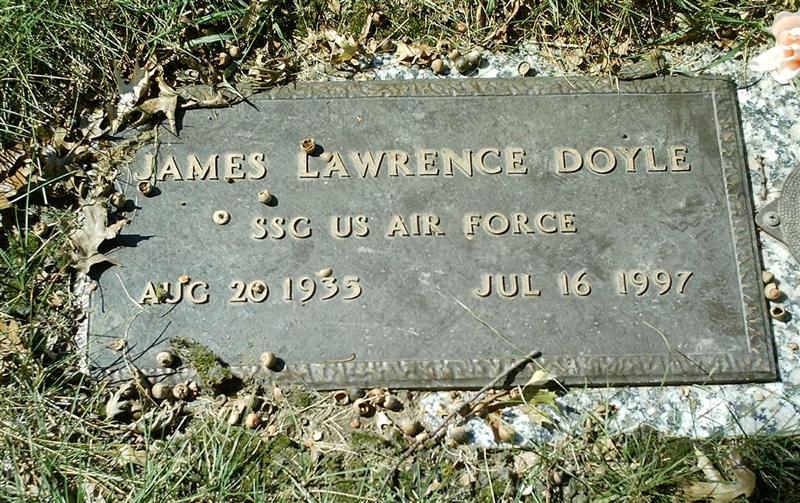 JAMES LAWRENCE DOYLE
SSG US AIR FORCE
AUG 20 1935 JUL 16 1997